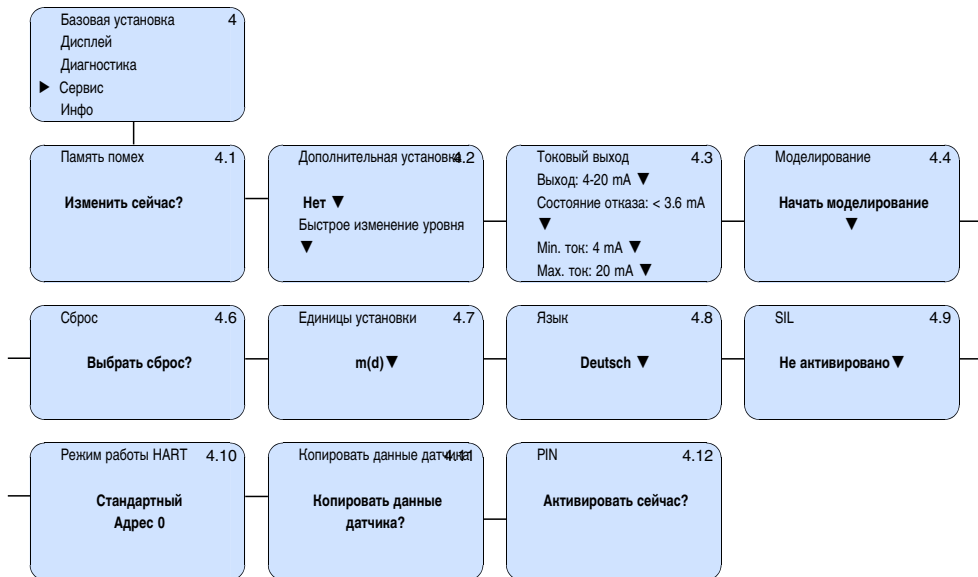 Базовая установка 4
Дисплей
Диагностика
▶ Сервис
Инфо
Память помех 4.1
Изменить сейчас?
Дополнительная установка 4.2
Нет ▼
Быстрое изменение уровня
▼
Токовый выход 4.3
Выход: 4-20 mA ▼
Состояние отказа: < 3.6 mA
▼
Min. ток: 4 mA ▼
Max. ток: 20 mA ▼
Моделирование 4.4
Начать моделирование
▼
Сброс 4.6
Выбрать сброс?
Единицы установки 4.7
m(d) ▼
Язык 4.8
Deutsch ▼
SIL 4.9
Не активировано ▼
Режим работы HART 4.10
Стандартный
Адрес 0
Копировать данные датчика 4.11
Копировать данные
датчика?
PIN 4.12
Активировать сейчас?